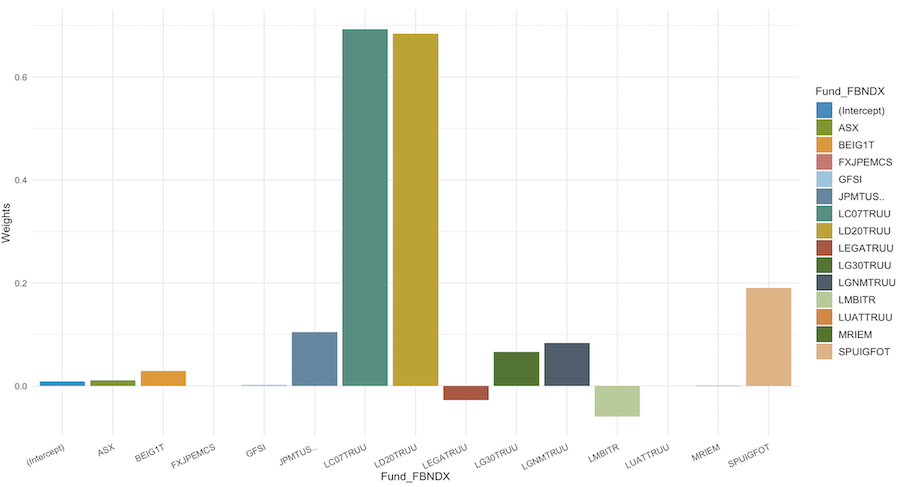 Weights
0.6
0.4
0.2
0.0
(Intercept)
ASX
BEIG1T
FXJPEMCS
GFSI
JPMTUS..
LC07TRUU
LD20TRUU
LEGATRUU
LG30TRUU
LGNMTRUU
LMBITR
LUATTRUU
MRIEM
SPUIGFOT
Fund_FBNDX
Fund_FBNDX
(Intercept)
ASX
BEIG1T
FXJPEMCS
GFSI
JPMTUS..
LC07TRUU
LD20TRUU
LEGATRUU
LG30TRUU
LGNMTRUU
LMBITR
LUATTRUU
MRIEM
SPUIGFOT